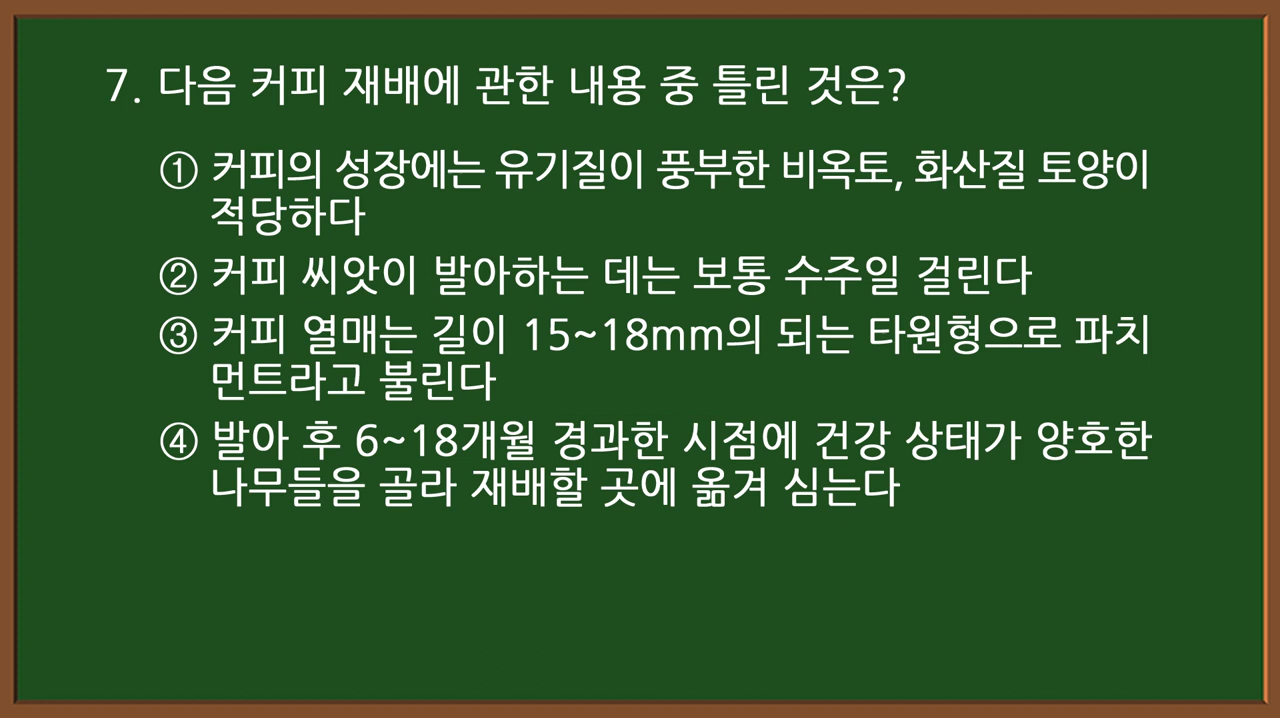 7. 다음 커피 재배에 관한 내용 중 틀린 것은?
① 커피의 성장에는 유기질이 풍부한 비옥토, 화산질 토양이
적당하다
② 커피 씨앗이 발아하는 데는 보통 수주일 걸린다
③ 커피 열매는 길이 15~18mm의 되는 타원형으로 파치
먼트라고 불린다
④ 발아 후 6~18개월 경과한 시점에 건강 상태가 양호한
나무들을 골라 재배할 곳에 옮겨 심는다